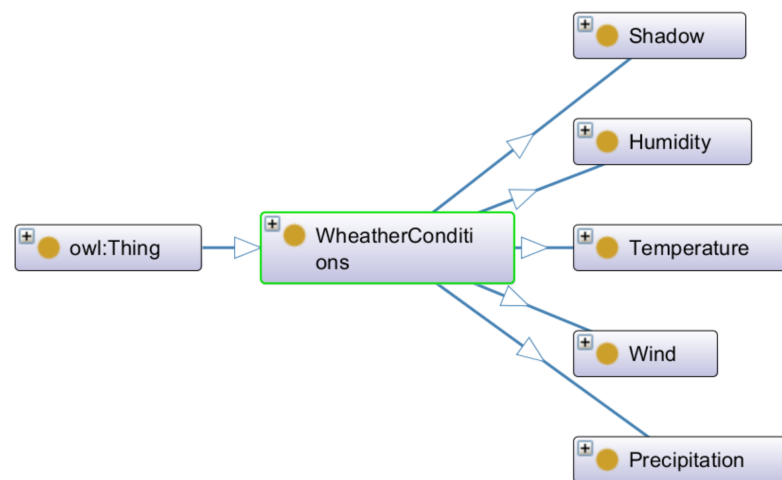 Shadow
Humidity
owl:Thing
WheatherConditi
ons
Temperature
Wind
Precipitation